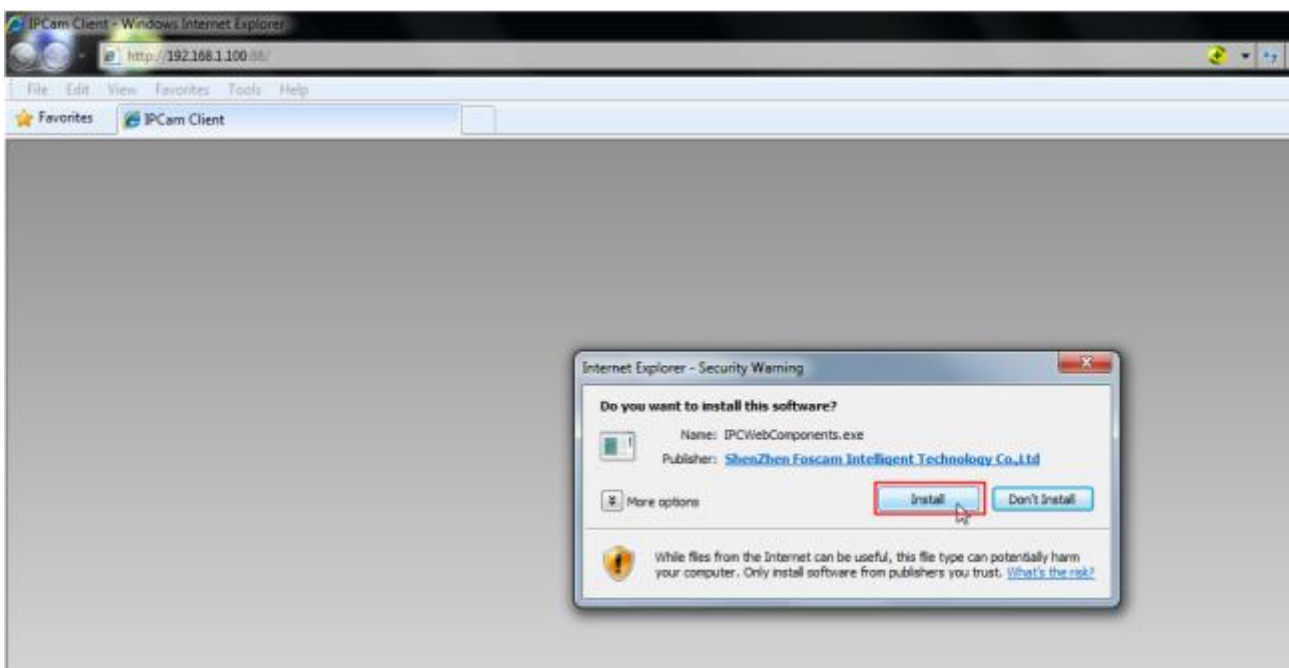 IPCam Client - Windows Internet Explorer
http://192.168.1.100:88/
File Edit View Favorites Tools Help
Favorites IPCam Client
Internet Explorer - Security Warning
Do you want to install this software?
Name: IPCWebComponents.exe
Publisher: ShenZhen Foscam Intelligent Technology Co.,Ltd
More options Install Don't Install
While files from the Internet can be useful, this file type can potentially harm
your computer. Only install software from publishers you trust. What's the risk?